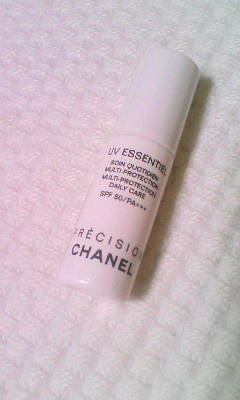 UV ESSENTIEL
SOIN QUOTIDIEN
MULTI-PROTECTION
MULTI-PROTECTION
DAILY CARE
SPF 50/PA+++
PRÉCISION
CHANEL